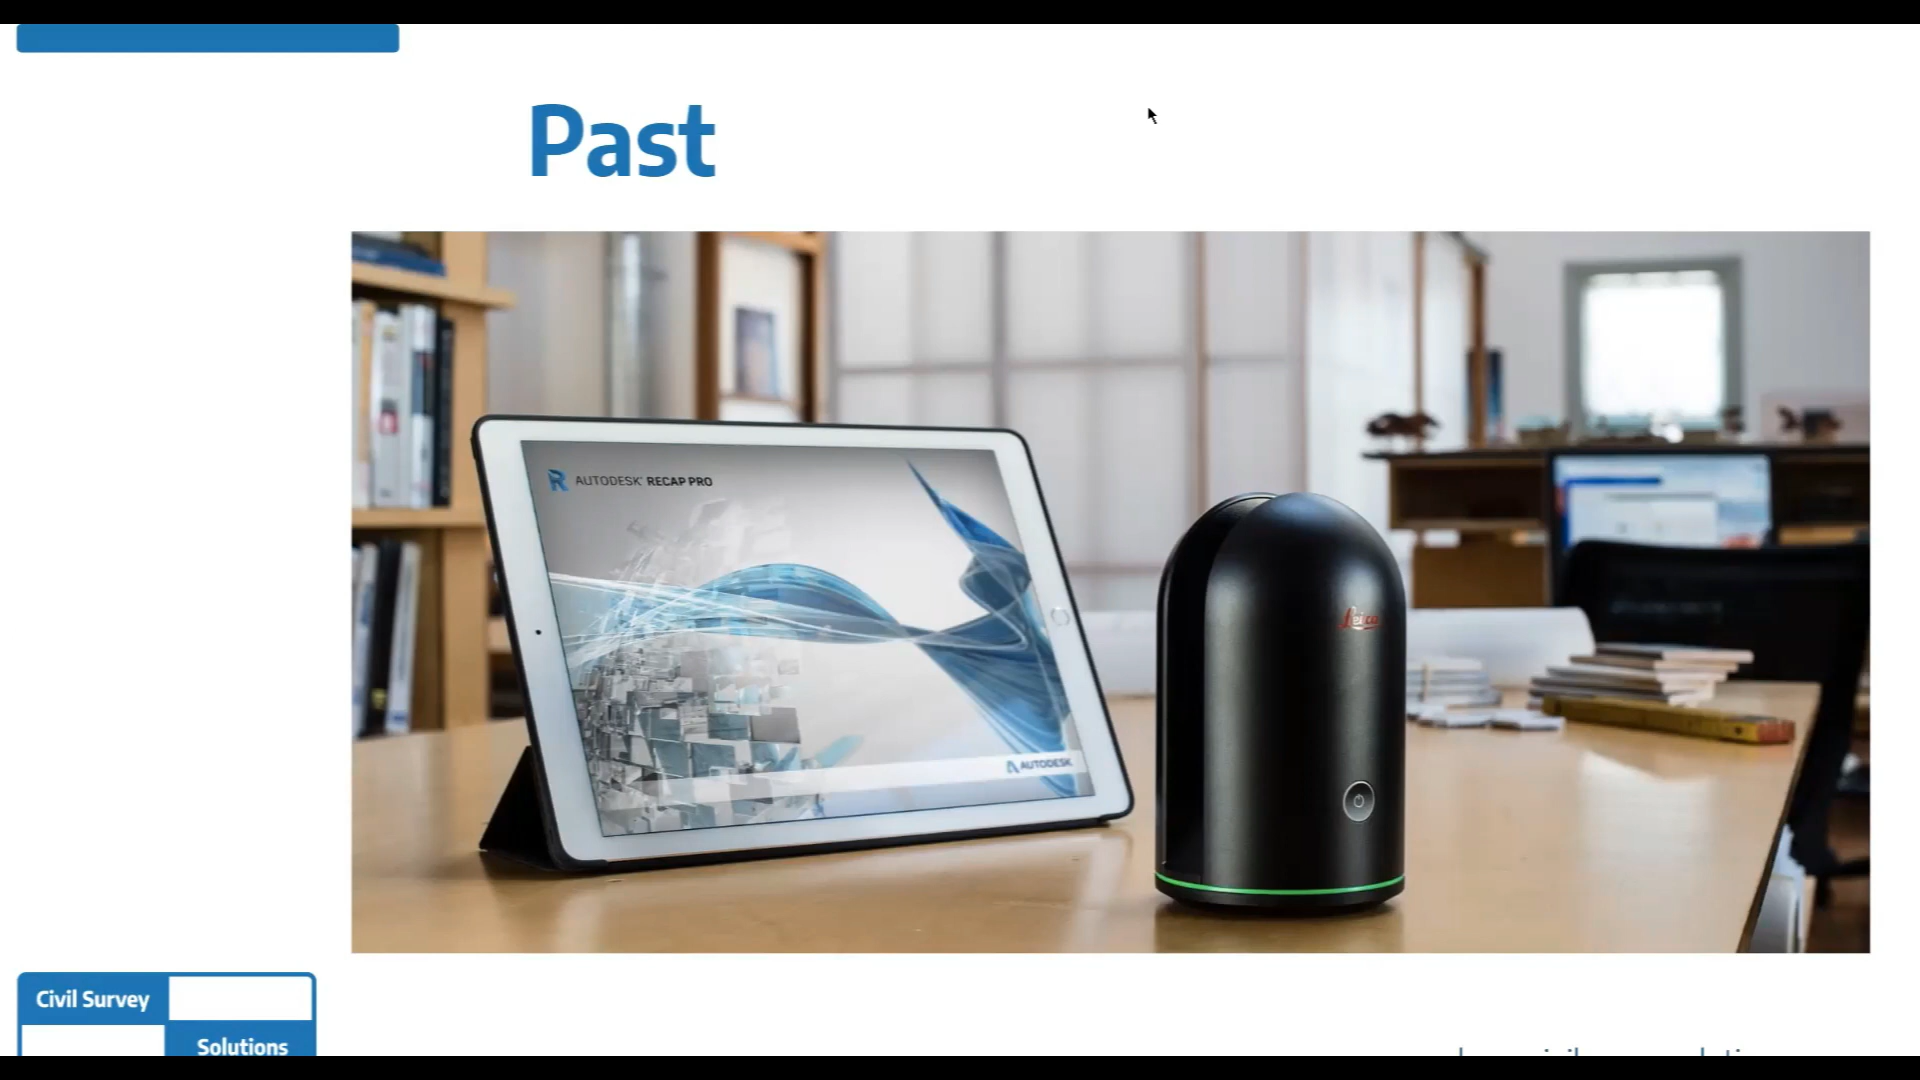 Past
AUTODESK® RECAP PRO
Leica
AUTODESK
Civil Survey
Solutions